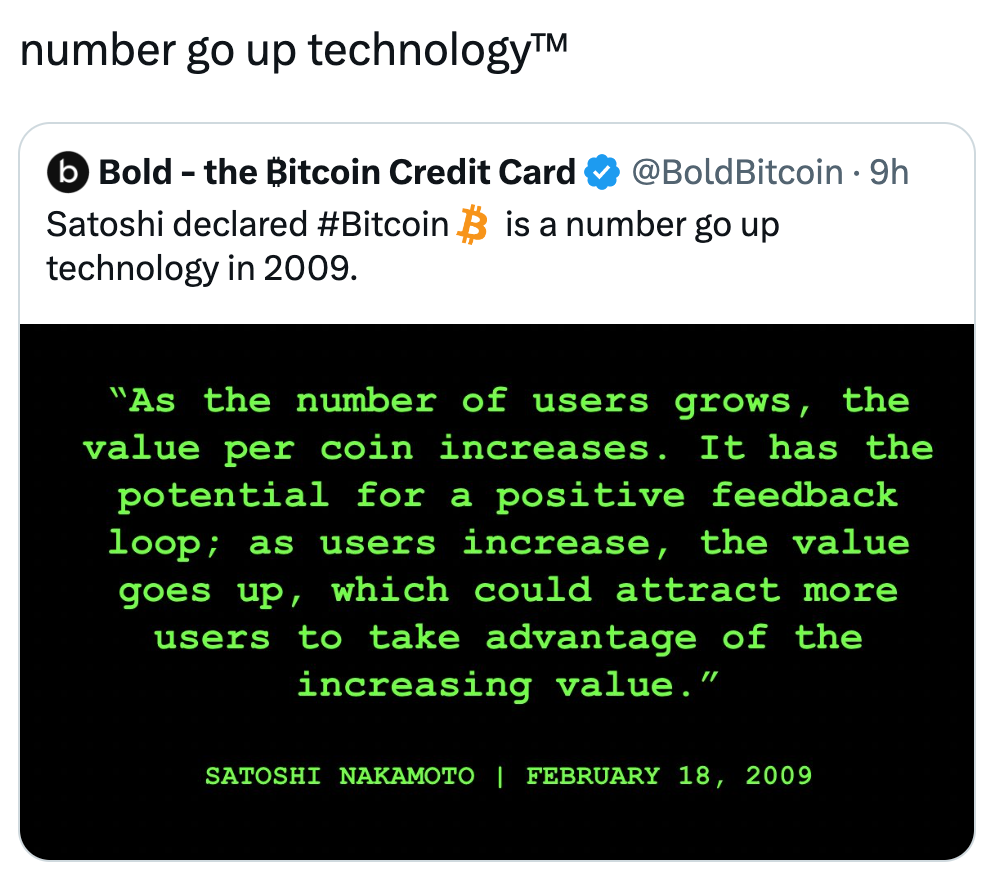 number go up technology™
b Bold - the ₿itcoin Credit Card @BoldBitcoin · 9h
Satoshi declared #Bitcoin ₿ is a number go up
technology in 2009.
“As the number of users grows, the
value per coin increases. It has the
potential for a positive feedback
loop; as users increase, the value
goes up, which could attract more
users to take advantage of the
increasing value.”
SATOSHI NAKAMOTO | FEBRUARY 18, 2009